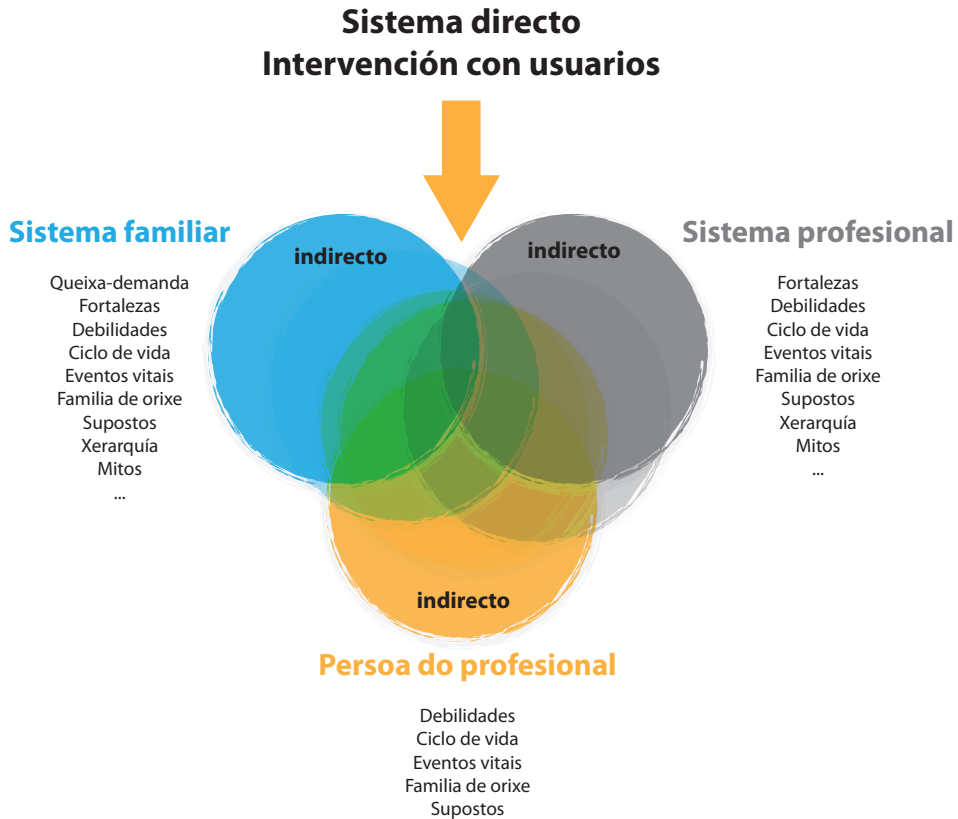 Sistema directo
Intervención con usuarios
Sistema familiar
indirecto
indirecto
Sistema profesional
Queixa-demanda
Fortalezas
Debilidades
Ciclo de vida
Eventos vitais
Familia de orixe
Supostos
Xerarquía
Mitos
...
Fortalezas
Debilidades
Ciclo de vida
Eventos vitais
Familia de orixe
Supostos
Xerarquía
Mitos
...
indirecto
Persoa do profesional
Debilidades
Ciclo de vida
Eventos vitais
Familia de orixe
Supostos